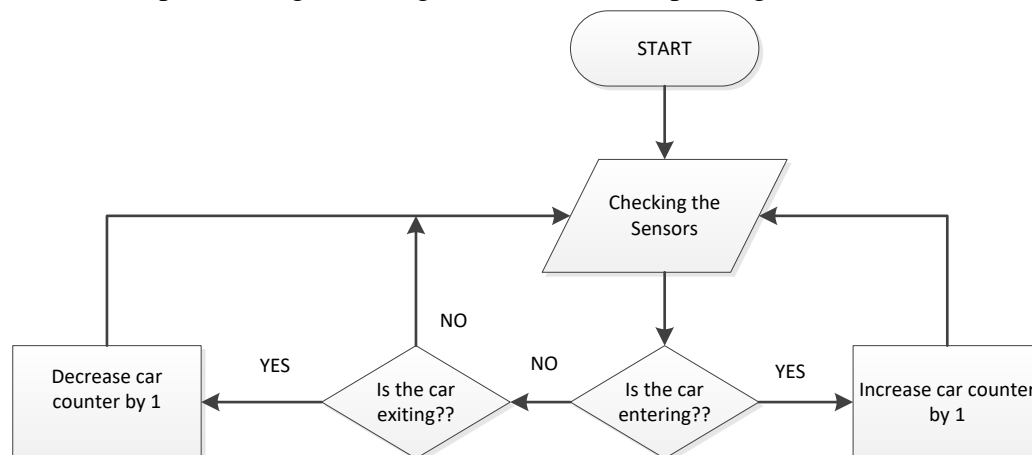 START
Checking the
Sensors
NO
YES
NO
YES
Decrease car
counter by 1
Is the car
exiting??
Is the car
entering??
Increase car counter
by 1